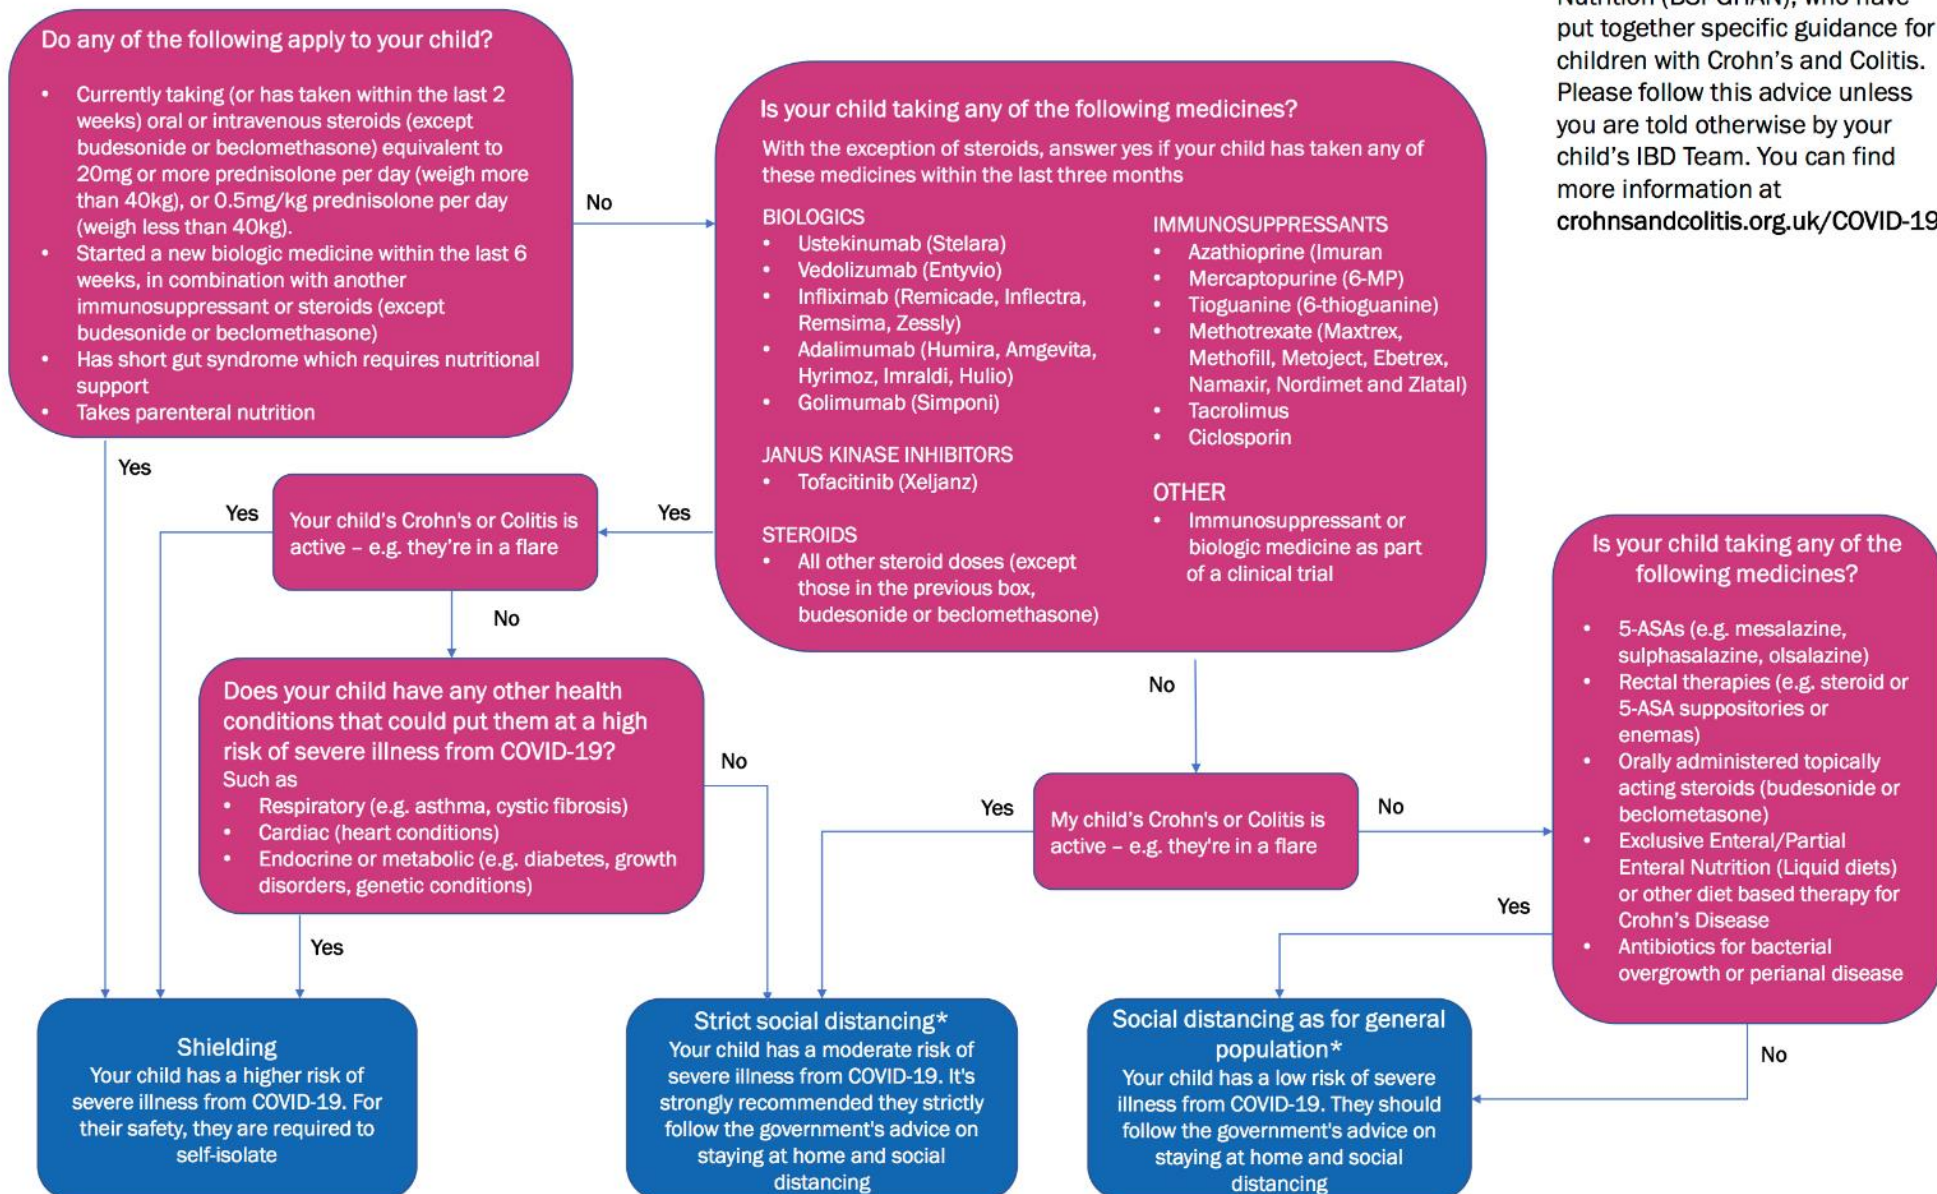 Nutrition (BSPGHAN), who have
put together specific guidance for
children with Crohn's and Colitis.
Please follow this advice unless
you are told otherwise by your
child's IBD Team. You can find
more information at
crohnsandcolitis.org.uk/COVID-19
Do any of the following apply to your child?
• Currently taking (or has taken within the last 2
weeks) oral or intravenous steroids (except
budesonide or beclomethasone) equivalent to
20mg or more prednisolone per day (weigh more
than 40kg), or 0.5mg/kg prednisolone per day
(weigh less than 40kg).
• Started a new biologic medicine within the last 6
weeks, in combination with another
immunosuppressant or steroids (except
budesonide or beclomethasone)
• Has short gut syndrome which requires nutritional
support
• Takes parenteral nutrition
No
Yes
Is your child taking any of the following medicines?
With the exception of steroids, answer yes if your child has taken any of
these medicines within the last three months
BIOLOGICS
• Ustekinumab (Stelara)
• Vedolizumab (Entyvio)
• Infliximab (Remicade, Inflectra,
Remsima, Zessly)
• Adalimumab (Humira, Amgevita,
Hyrimoz, Imraldi, Hulio)
• Golimumab (Simponi)
JANUS KINASE INHIBITORS
• Tofacitinib (Xeljanz)
STEROIDS
• All other steroid doses (except
those in the previous box,
budesonide or beclomethasone)
IMMUNOSUPPRESSANTS
• Azathioprine (Imuran
• Mercaptopurine (6-MP)
• Tioguanine (6-thioguanine)
• Methotrexate (Maxtrex,
Methofill, Metoject, Ebetrex,
Namaxir, Nordimet and Zlatal)
• Tacrolimus
• Ciclosporin
OTHER
• Immunosuppressant or
biologic medicine as part
of a clinical trial
Yes
No
Your child's Crohn's or Colitis is
active – e.g. they're in a flare
Yes
No
Does your child have any other health
conditions that could put them at a high
risk of severe illness from COVID-19?
Such as
• Respiratory (e.g. asthma, cystic fibrosis)
• Cardiac (heart conditions)
• Endocrine or metabolic (e.g. diabetes, growth
disorders, genetic conditions)
No
Yes
My child's Crohn's or Colitis is
active – e.g. they're in a flare
Yes
No
Is your child taking any of the
following medicines?
• 5-ASAs (e.g. mesalazine,
sulphasalazine, olsalazine)
• Rectal therapies (e.g. steroid or
5-ASA suppositories or
enemas)
• Orally administered topically
acting steroids (budesonide or
beclometasone)
• Exclusive Enteral/Partial
Enteral Nutrition (Liquid diets)
or other diet based therapy for
Crohn's Disease
• Antibiotics for bacterial
overgrowth or perianal disease
Yes
No
Shielding
Your child has a higher risk of
severe illness from COVID-19. For
their safety, they are required to
self-isolate
Strict social distancing*
Your child has a moderate risk of
severe illness from COVID-19. It's
strongly recommended they strictly
follow the government's advice on
staying at home and social
distancing
Social distancing as for general
population*
Your child has a low risk of severe
illness from COVID-19. They should
follow the government's advice on
staying at home and social
distancing